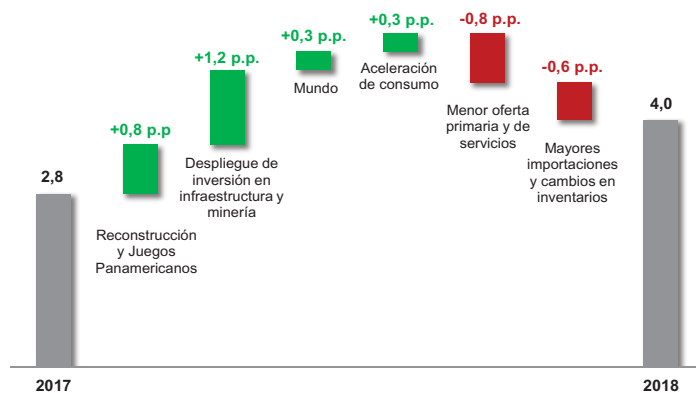 2,8
2017
+0,8 p.p
Reconstrucción
y Juegos
Panamericanos
+1,2 p.p.
Despliegue de
inversión en
infraestructura y
minería
+0,3 p.p.
Mundo
+0,3 p.p.
Aceleración
de consumo
-0,8 p.p.
Menor oferta
primaria y de
servicios
-0,6 p.p.
Mayores
importaciones
y cambios en
inventarios
4,0
2018